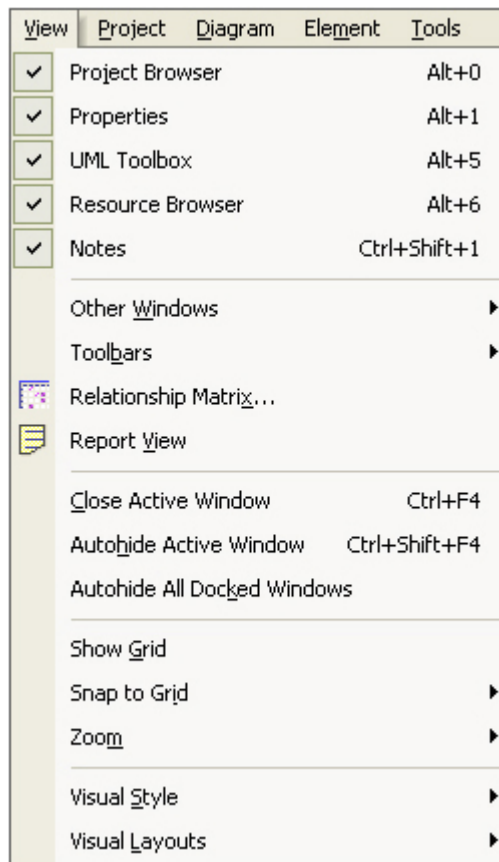 View Project Diagram Element Tools
Project Browser Alt+0
Properties Alt+1
UML Toolbox Alt+5
Resource Browser Alt+6
Notes Ctrl+Shift+1
Other Windows
Toolbars
Relationship Matrix...
Report View
Close Active Window Ctrl+F4
Autohide Active Window Ctrl+Shift+F4
Autohide All Docked Windows
Show Grid
Snap to Grid
Zoom
Visual Style
Visual Layouts